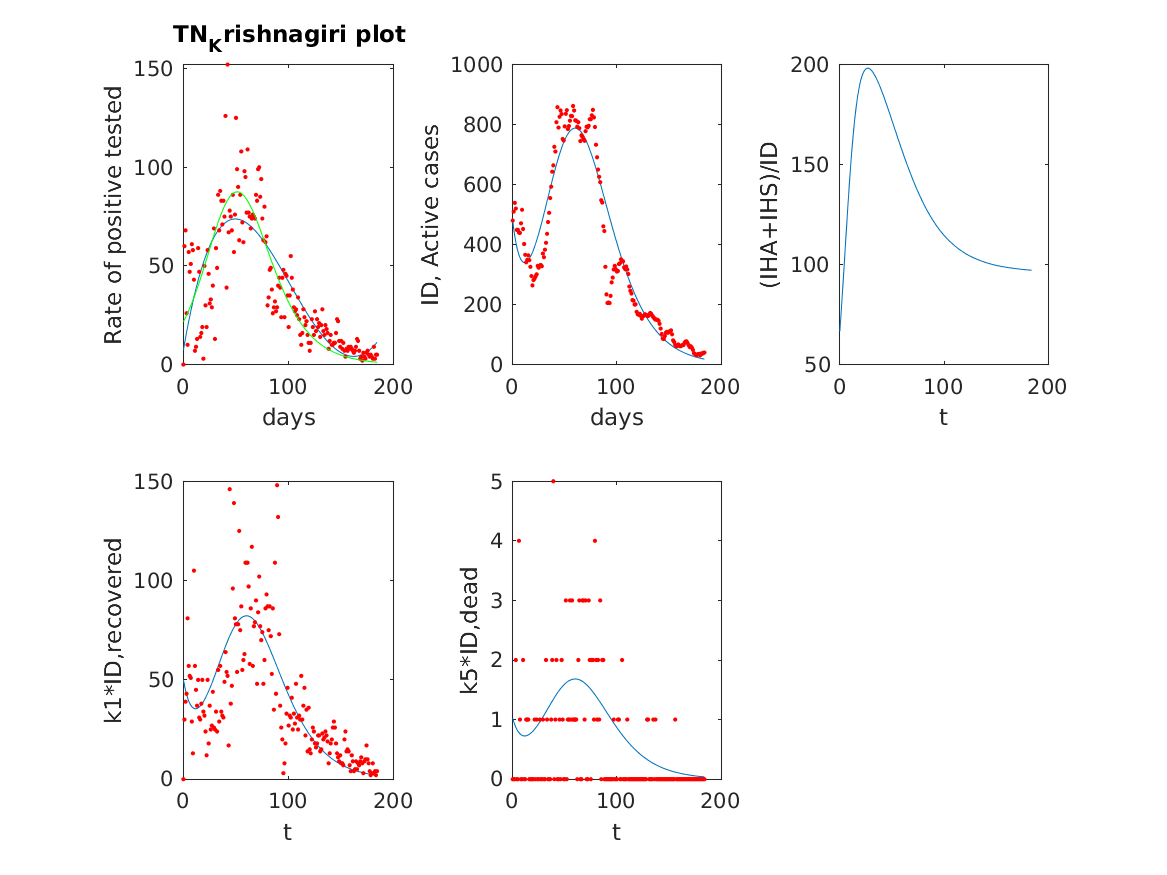 TN_Krishnagiri plot
Rate of positive tested
150
100
50
0
0 100 200
days
ID, Active cases
1000
800
600
400
200
0
0 100 200
days
(IHA+IHS)/ID
200
150
100
50
0 100 200
t
k1*ID,recovered
150
100
50
0
0 100 200
t
k5*ID,dead
5
4
3
2
1
0
0 100 200
t